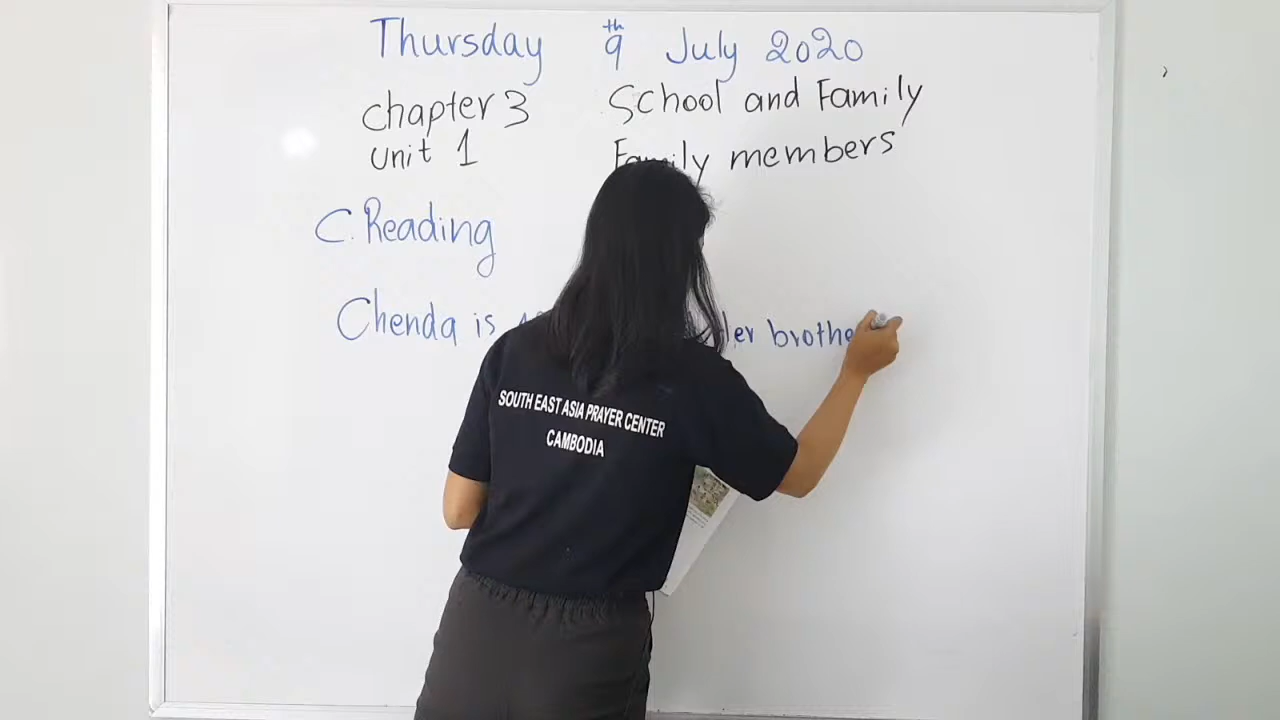 Thursday 9th July 2020
Chapter 3 School and Family
Unit 1 Family members
C. Reading
Chenda is brothe
SOUTH EAST ASIA PRAYER CENTER
CAMBODIA